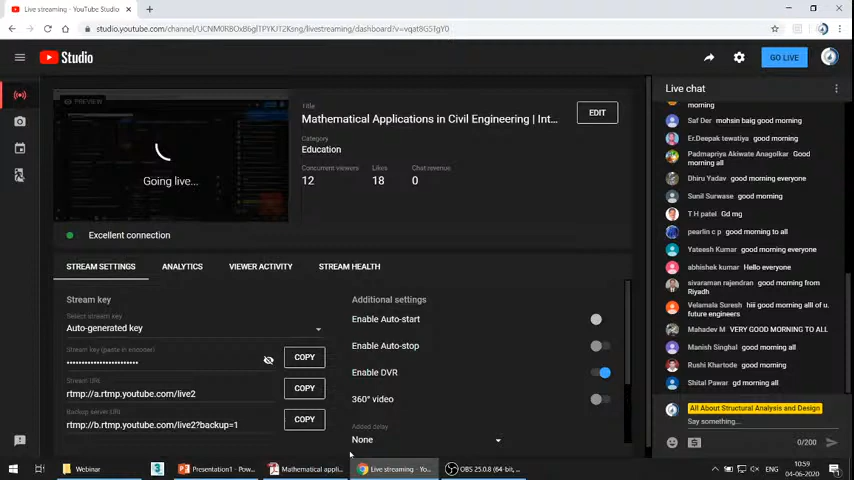 Live streaming - YouTube Studio
studio.youtube.com/channel/UCNM0R8OxB6glTPYKJT2Ksng/livestreaming/dashboard?v=vqat8G5TgY0
Studio
GO LIVE
PREVIEW
Going live...
Title
Mathematical Applications in Civil Engineering | Int...
EDIT
Category
Education
Concurrent viewers
Likes
Chat revenue
12
18
0
Excellent connection
STREAM SETTINGS
ANALYTICS
VIEWER ACTIVITY
STREAM HEALTH
Stream key
Select stream key
Auto-generated key
Stream key (paste in encoder)
COPY
Stream URL
rtmp://a.rtmp.youtube.com/live2
COPY
Backup server URL
rtmp://b.rtmp.youtube.com/live2?backup=1
COPY
Additional settings
Enable Auto-start
Enable Auto-stop
Enable DVR
360° video
Added delay
None
Live chat
morning
Saf Der mohsin baig good morning
Er.Deepak tewatiya good morning
Padmapriya Akiwate Anagolkar Good
morning all
Dhiru Yadav good morning everyone
Sunil Surwase good morning
T H patel Gd mg
pearlin c p good morning to all
Yateesh Kumar good morning everyone
abhishek kumar Hello everyone
sivaraman rajendran good morning from
Riyadh
Velamala Suresh hiii good morning alll of u.
future engineers
Mahadev M VERY GOOD MORNING TO ALL
Manish Singhal good morning all
Rushi Khartode good morning
Shital Pawar gd morning all
All About Structural Analysis and Design
Say something...
0/200
Webinar
Presentation1 - Pow...
Mathematical appli...
Live streaming - Yo...
OBS 25.0.8 (64-bit, ...
ENG
10:59
04-06-2020